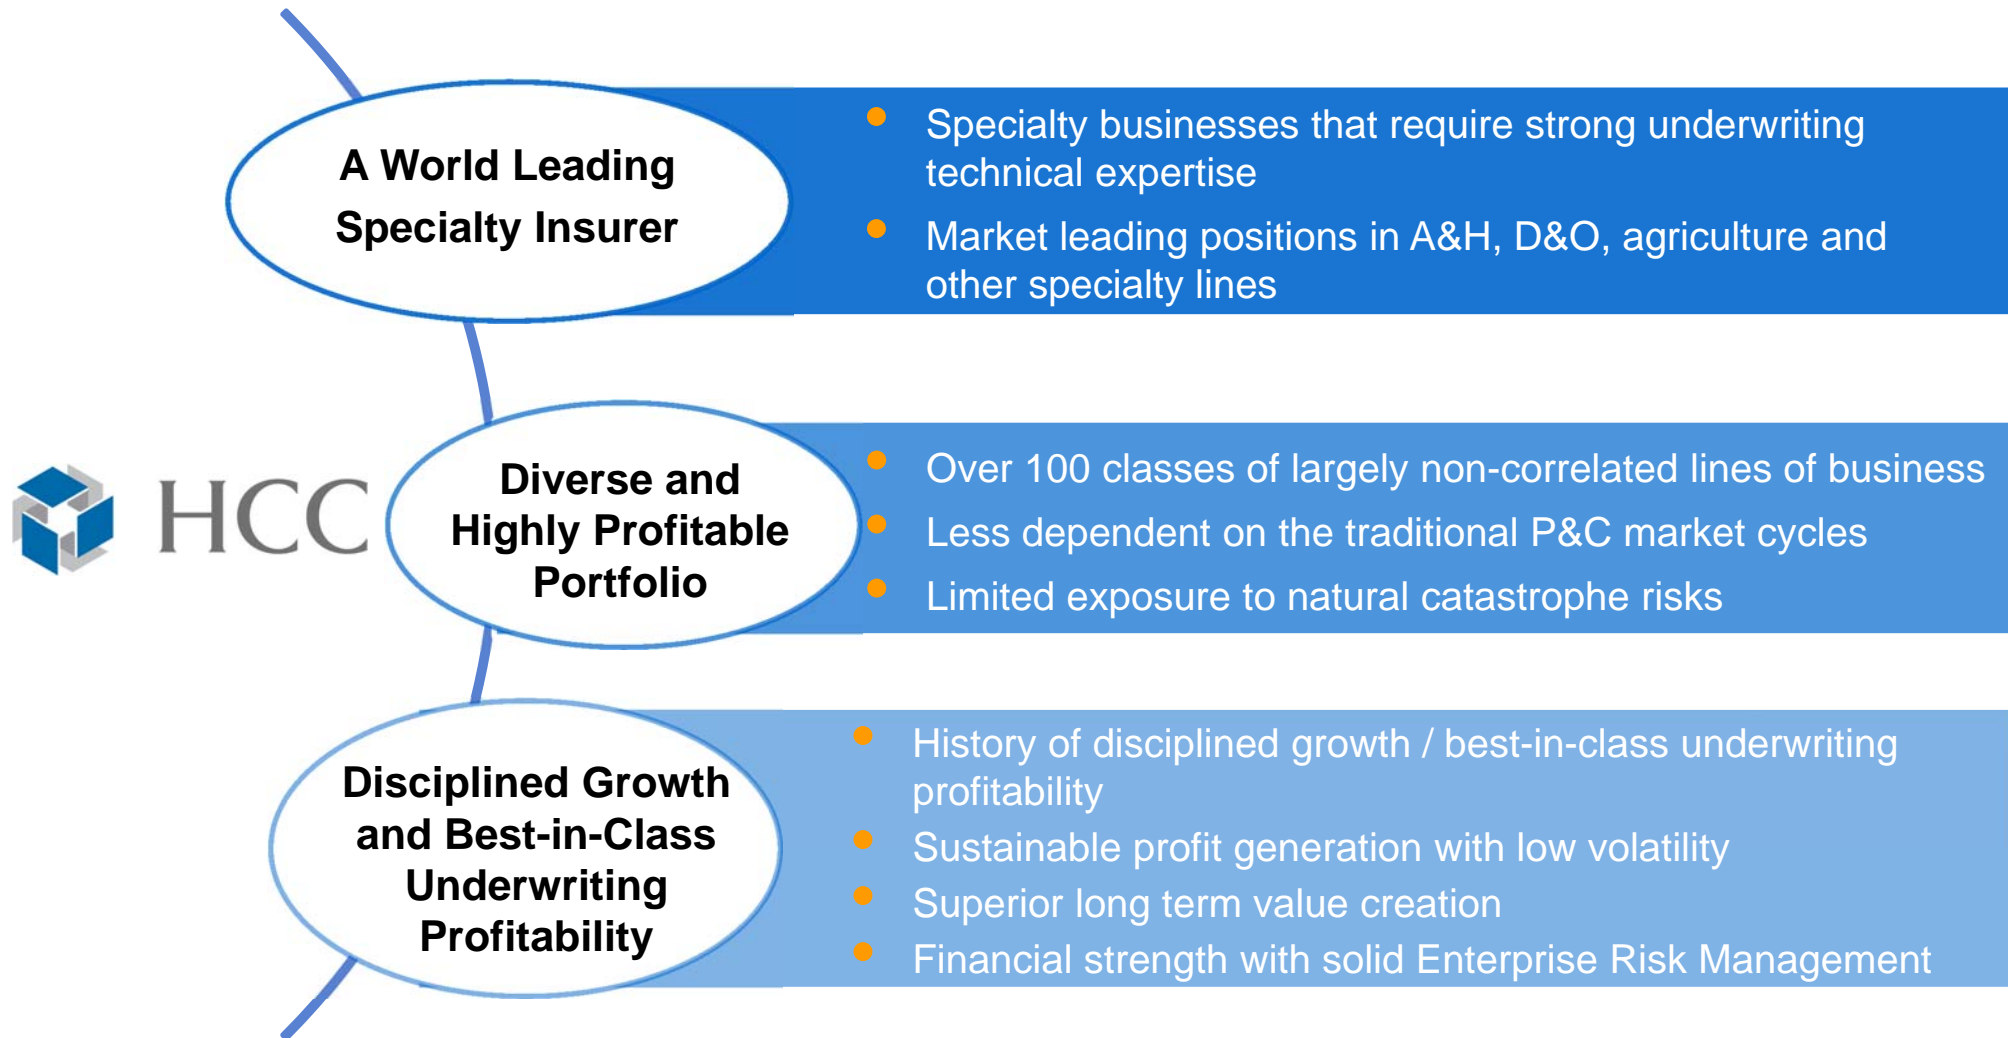 A World Leading
Specialty Insurer
Specialty businesses that require strong underwriting
technical expertise
Market leading positions in A&H, D&O, agriculture and
other specialty lines
HCC
Diverse and
Highly Profitable
Portfolio
Over 100 classes of largely non-correlated lines of business
Less dependent on the traditional P&C market cycles
Limited exposure to natural catastrophe risks
Disciplined Growth
and Best-in-Class
Underwriting
Profitability
History of disciplined growth / best-in-class underwriting
profitability
Sustainable profit generation with low volatility
Superior long term value creation
Financial strength with solid Enterprise Risk Management